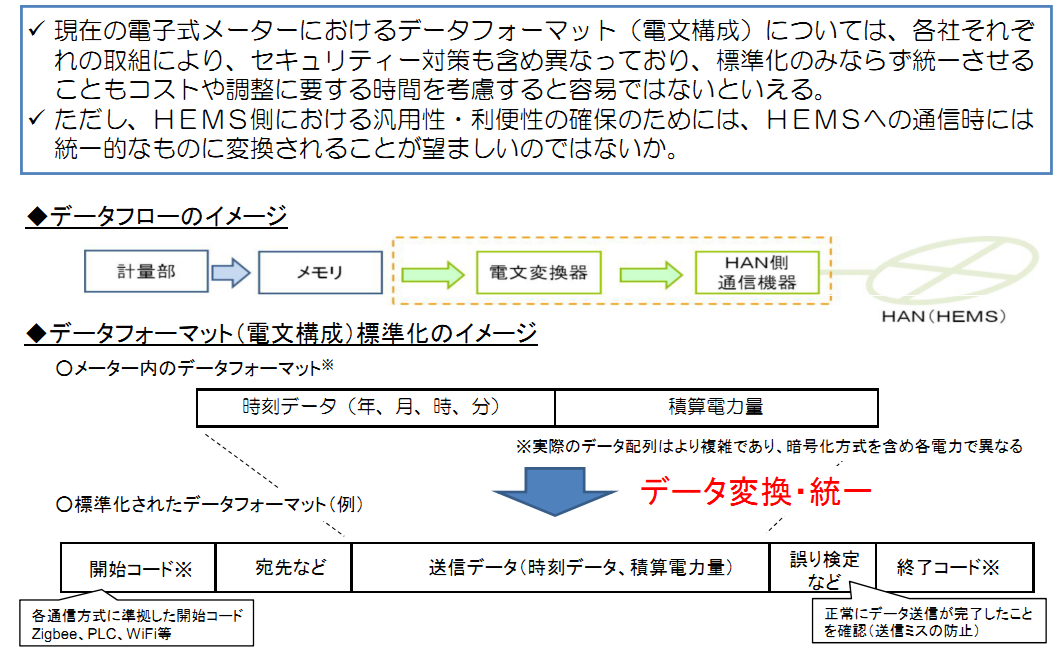 ✓ 現在の電子式メーターにおけるデータフォーマット（電文構成）については、各社それぞ
れの取組により、セキュリティー対策も含め異なっており、標準化のみならず統一させる
こともコストや調整に要する時間を考慮すると容易ではないといえる。
✓ ただし、ＨＥＭＳ側における汎用性・利便性の確保のためには、ＨＥＭＳへの通信時には
統一的なものに変換されることが望ましいのではないか。
◆データフローのイメージ
計量部
メモリ
電文変換器
HAN側
通信機器
HAN(HEMS)
◆データフォーマット（電文構成）標準化のイメージ
○メーター内のデータフォーマット※
時刻データ（年、月、時、分）
積算電力量
※実際のデータ配列はより複雑であり、暗号化方式を含め各電力で異なる
データ変換・統一
○標準化されたデータフォーマット（例）
開始コード※
宛先など
送信データ（時刻データ、積算電力量）
誤り検定
など
終了コード※
各通信方式に準拠した開始コード
Zigbee、PLC、WiFi等
正常にデータ送信が完了したこと
を確認（送信ミスの防止）